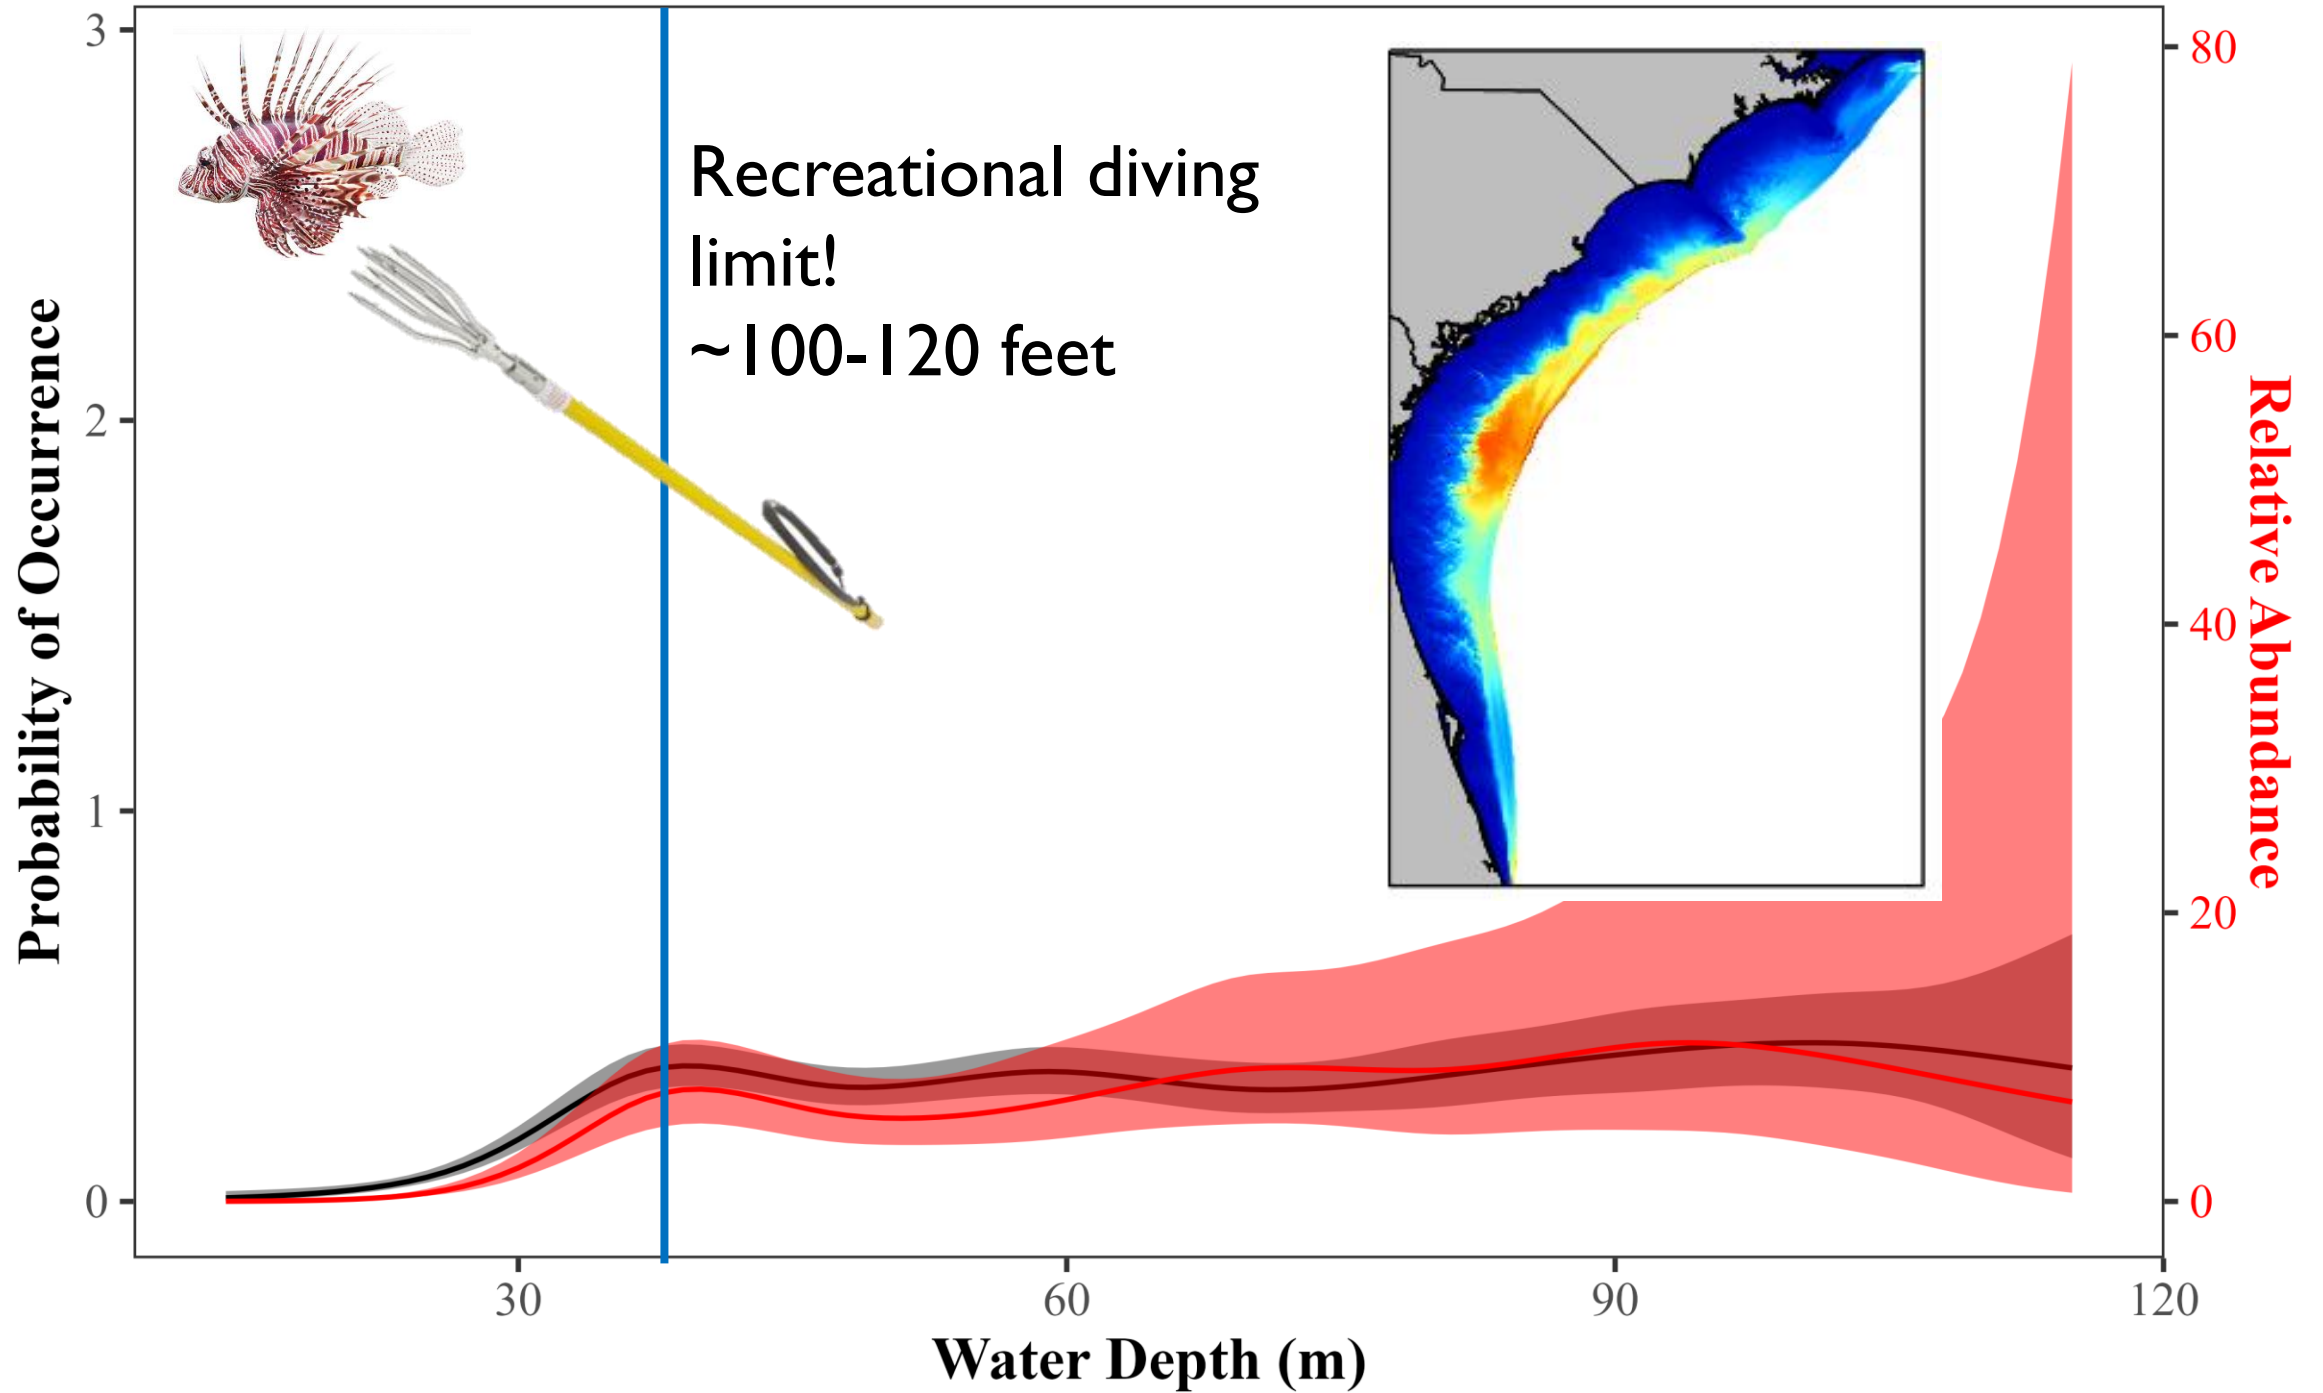 3
2
1
0
Probability of Occurrence
Recreational diving
limit!
~100-120 feet
80
60
40
20
0
Relative Abundance
30
60
90
120
Water Depth (m)